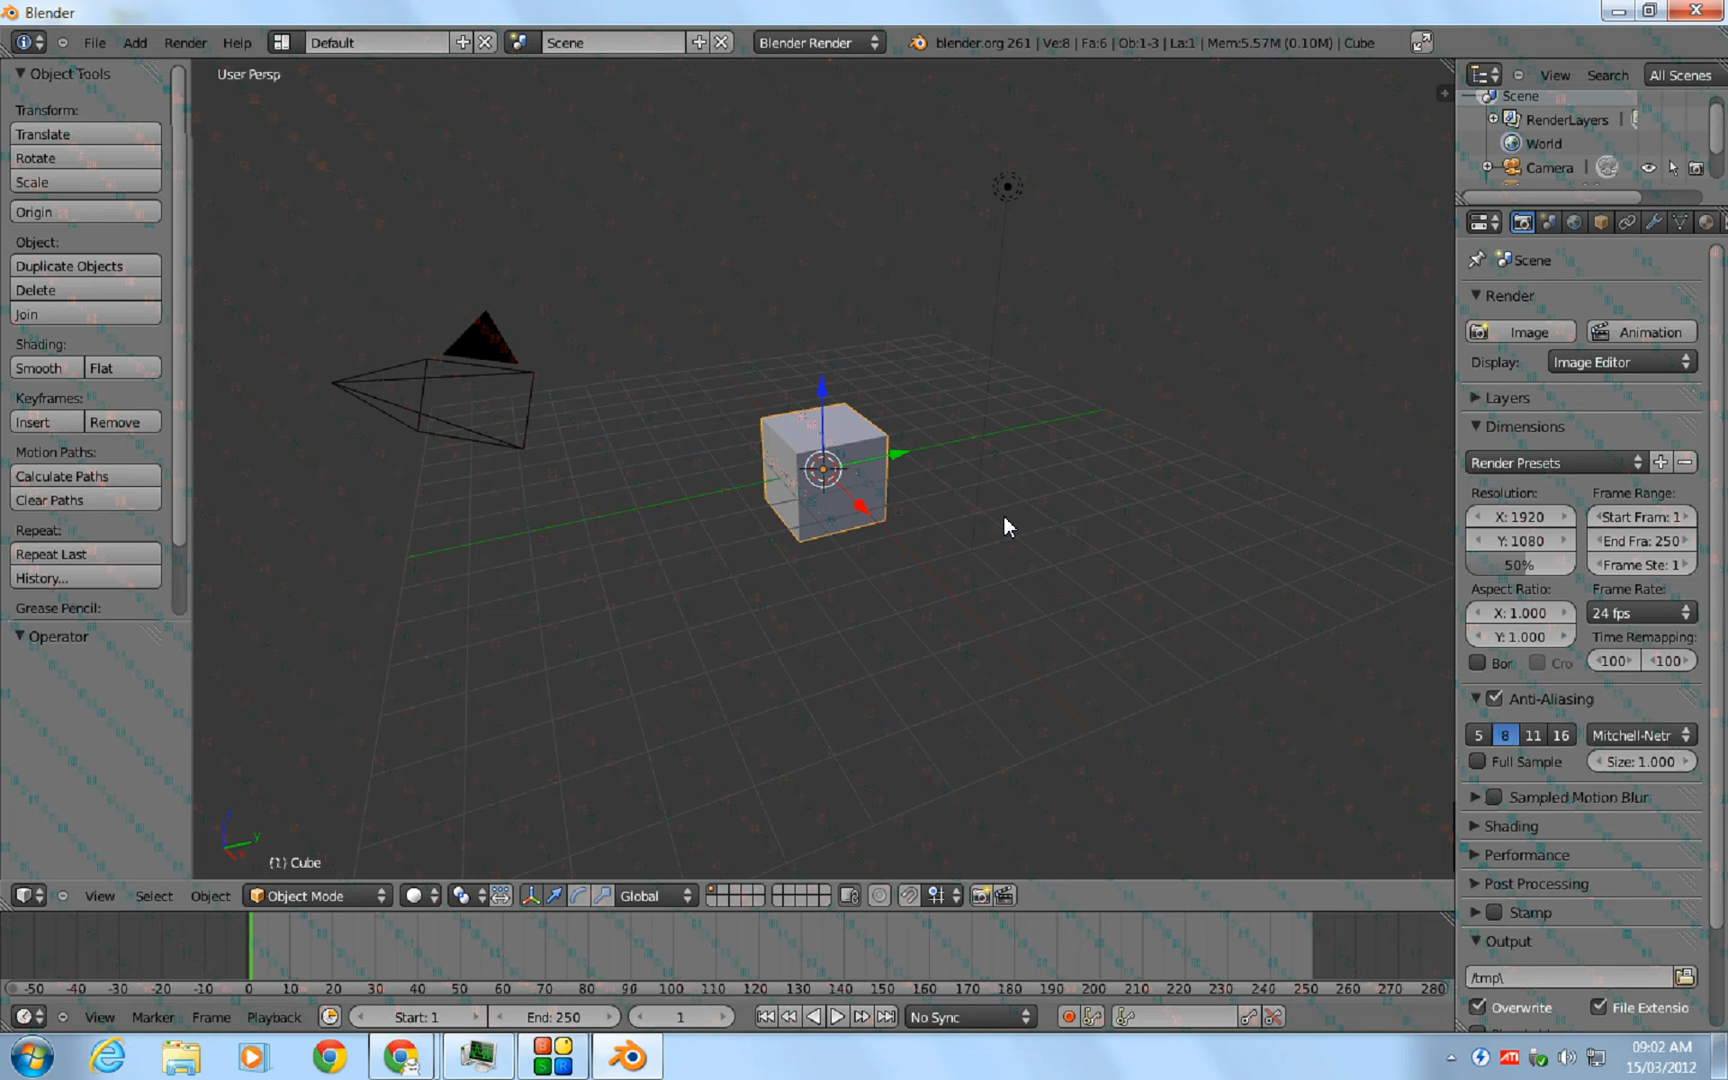 Blender
File Add Render Help Default Scene Blender Render blender.org 261 | Ve:8 | Fa:6 | Ob:1-3 | La:1 | Mem:5.57M (0.10M) | Cube
Object Tools
Transform:
Translate
Rotate
Scale
Origin
Object:
Duplicate Objects
Delete
Join
Shading:
Smooth Flat
Keyframes:
Insert Remove
Motion Paths:
Calculate Paths
Clear Paths
Repeat:
Repeat Last
History...
Grease Pencil:
Operator
User Persp
(1) Cube
View Search All Scenes
Scene
RenderLayers
World
Camera
Scene
Render
Image Animation
Display: Image Editor
Layers
Dimensions
Render Presets
Resolution: Frame Range:
X: 1920 Start Fram: 1
Y: 1080 End Fra: 250
50% Frame Ste: 1
Aspect Ratio: Frame Rate:
X: 1.000 24 fps
Y: 1.000 Time Remapping:
Bor Cro 100 100
Anti-Aliasing
5 8 11 16 Mitchell-Netr
Full Sample Size: 1.000
Sampled Motion Blur
Shading
Performance
Post Processing
Stamp
Output
/tmp\
Overwrite File Extensio
View Select Object Object Mode Global
-50 -40 -30 -20 -10 0 10 20 30 40 50 60 70 80 90 100 110 120 130 140 150 160 170 180 190 200 210 220 230 240 250 260 270 280
View Marker Frame Playback Start: 1 End: 250 1 No Sync
09:02 AM
15/03/2012